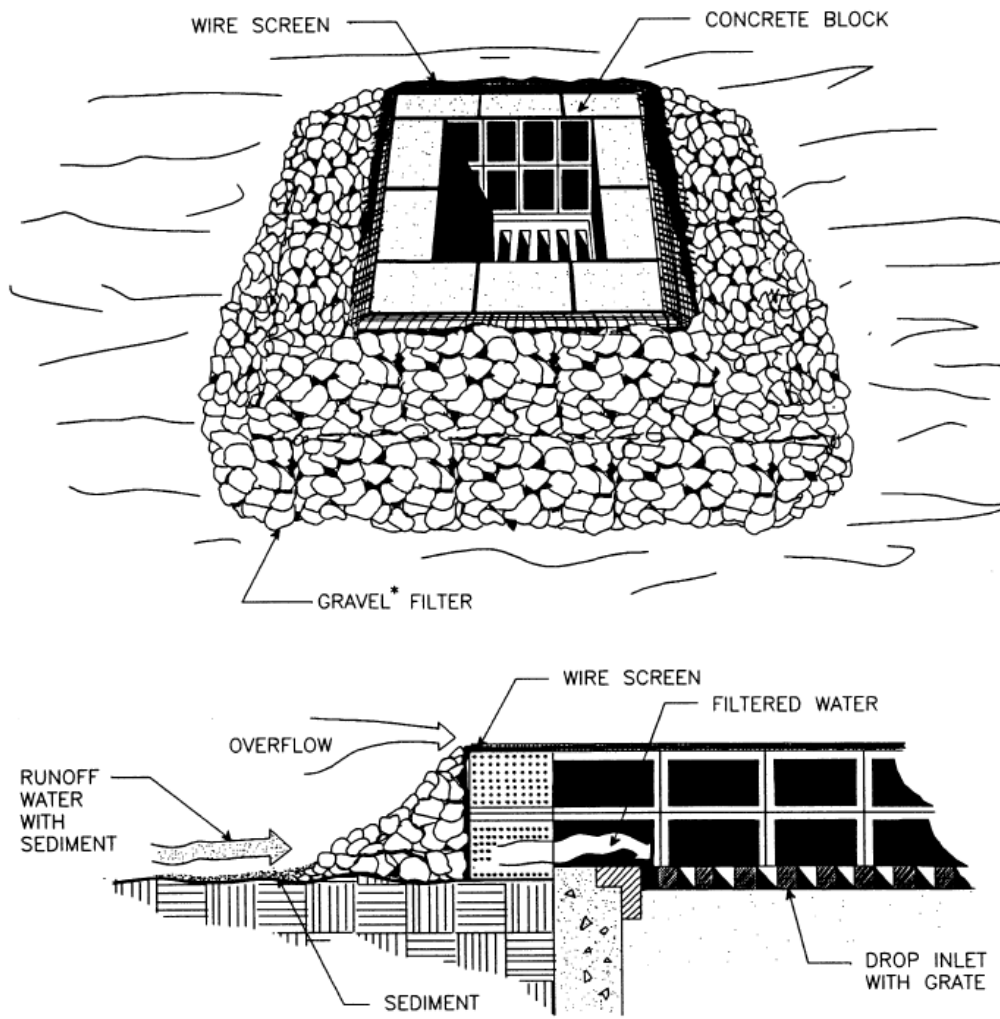 WIRE SCREEN
CONCRETE BLOCK
GRAVEL* FILTER
WIRE SCREEN
FILTERED WATER
OVERFLOW
RUNOFF
WATER
WITH
SEDIMENT
DROP INLET
WITH GRATE
SEDIMENT